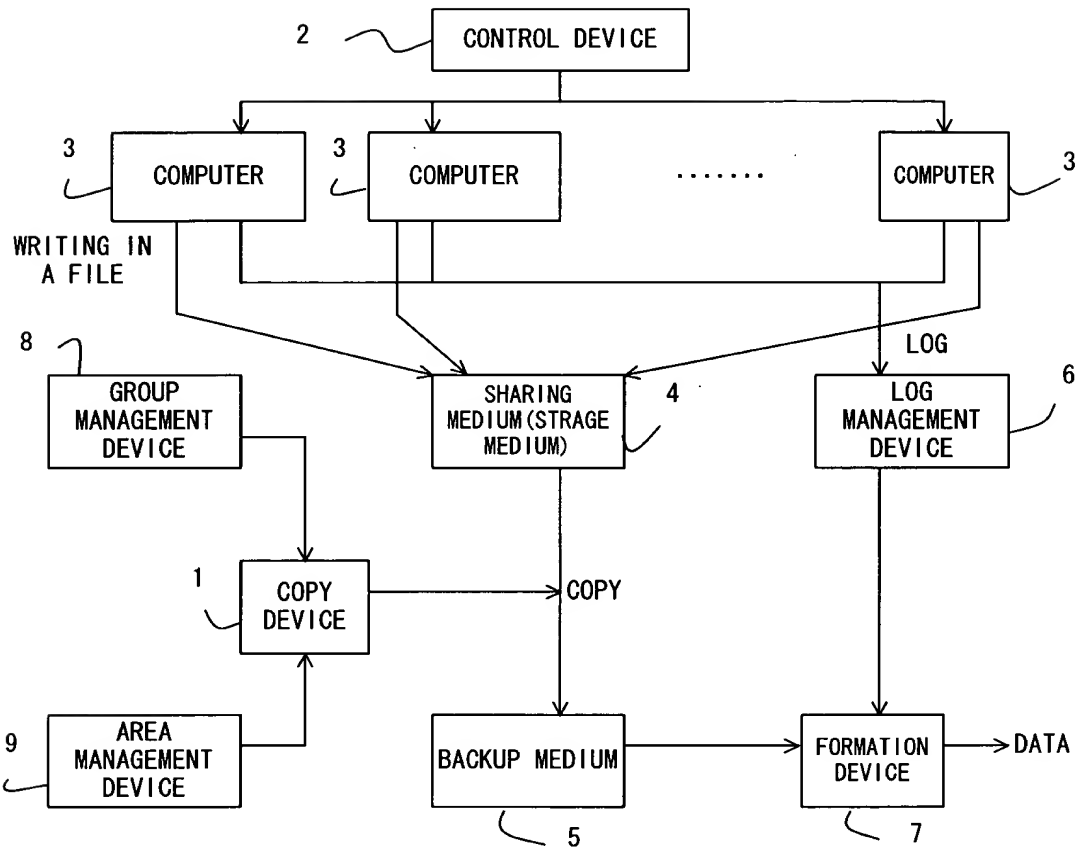 2
CONTROL DEVICE
3
COMPUTER
3
COMPUTER
.......
COMPUTER
3
WRITING IN
A FILE
LOG
8
GROUP
MANAGEMENT
DEVICE
SHARING
MEDIUM(STRAGE
MEDIUM)
4
LOG
MANAGEMENT
DEVICE
6
1
COPY
DEVICE
COPY
9
AREA
MANAGEMENT
DEVICE
BACKUP MEDIUM
5
FORMATION
DEVICE
7
DATA